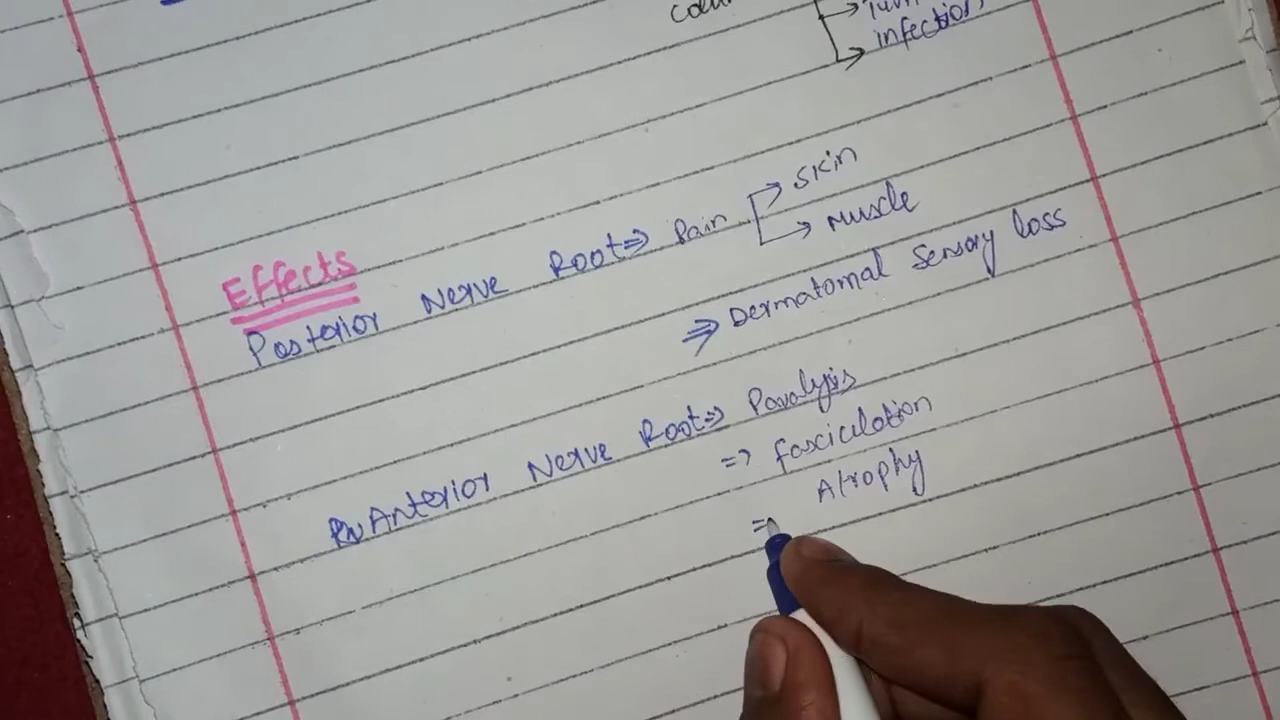 infection,
Effects
Posterior Nerve Root ⇒ Pain → Skin
→ Muscle
⇒ Dermatomal Sensory loss
Anterior Nerve Root ⇒ Paralysis
⇒ fasciculation
Atrophy
⇒